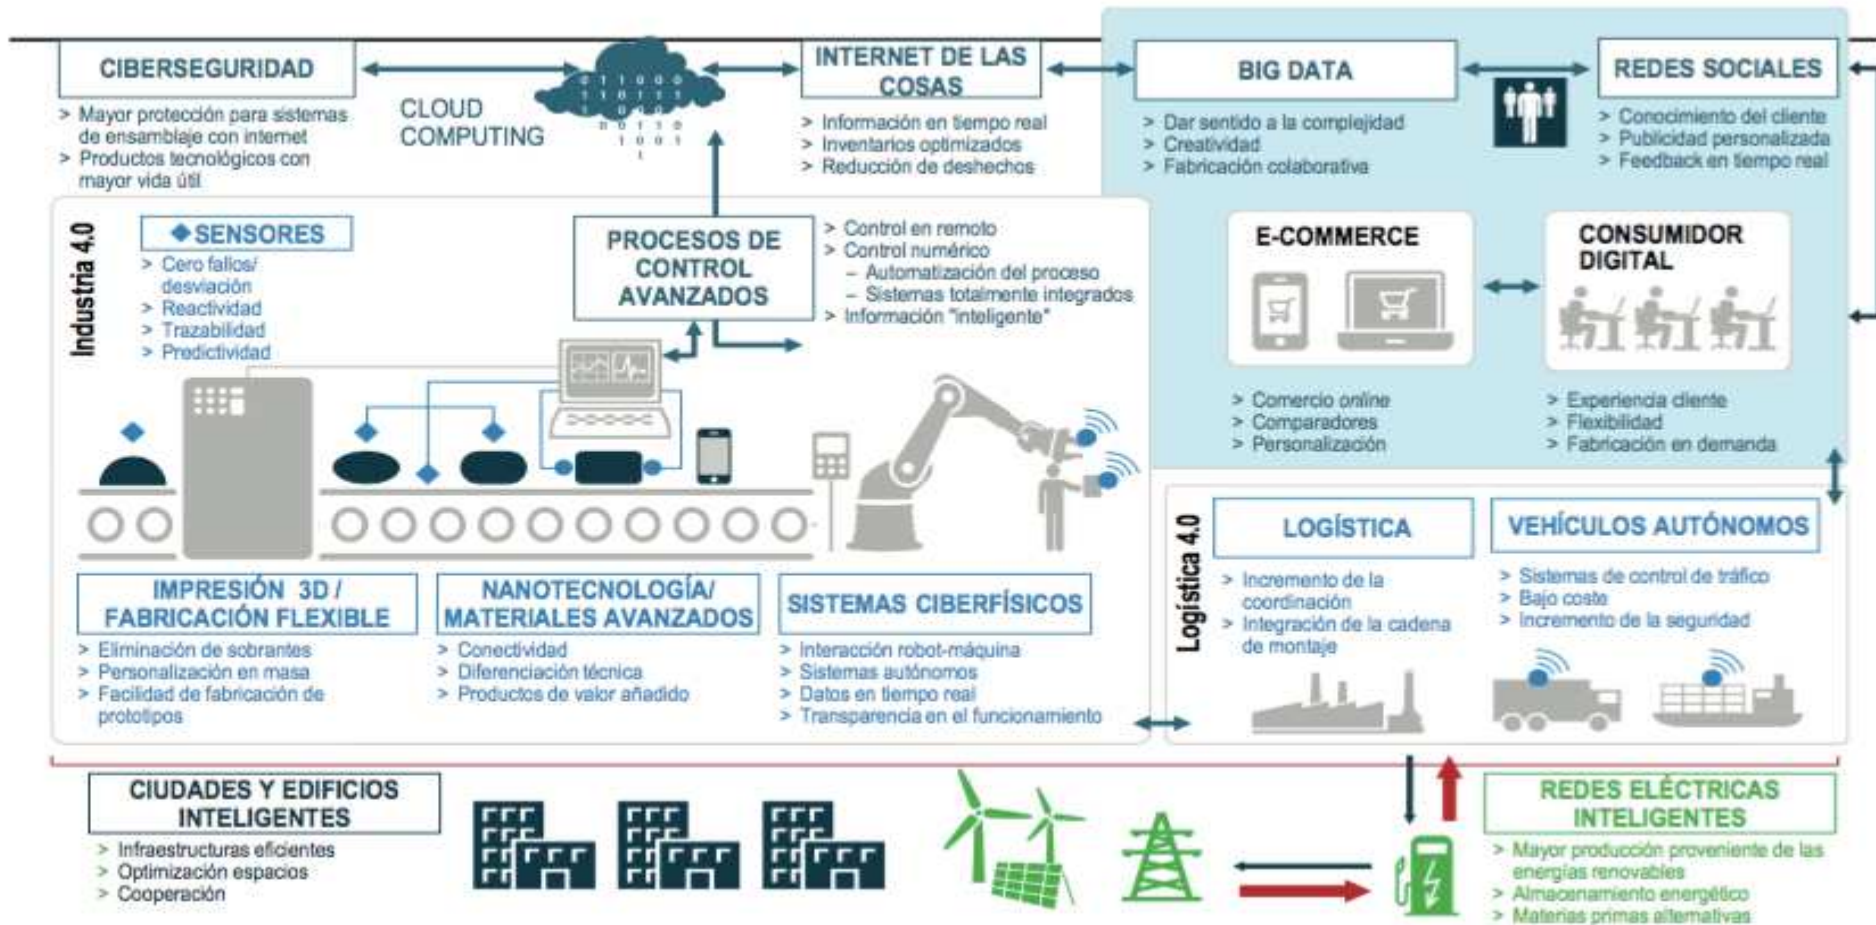 CIBERSEGURIDAD
> Mayor protección para sistemas
de ensamblaje con internet
> Productos tecnológicos con
mayor vida útil
CLOUD
COMPUTING
0 1 1 0 0 0
INTERNET DE LAS
COSAS
> Información en tiempo real
> Inventarios optimizados
> Reducción de deshechos
BIG DATA
> Dar sentido a la complejidad
> Creatividad
> Fabricación colaborativa
REDES SOCIALES
> Conocimiento del cliente
> Publicidad personalizada
> Feedback en tiempo real
Industria 4.0
SENSORES
> Cero fallos/
desviación
> Reactividad
> Trazabilidad
> Predictividad
PROCESOS DE
CONTROL
AVANZADOS
> Control en remoto
> Control numérico
– Automatización del proceso
– Sistemas totalmente integrados
> Información "inteligente"
E-COMMERCE
> Comercio online
> Comparadores
> Personalización
CONSUMIDOR
DIGITAL
> Experiencia cliente
> Flexibilidad
> Fabricación en demanda
IMPRESIÓN 3D /
FABRICACIÓN FLEXIBLE
> Eliminación de sobrantes
> Personalización en masa
> Facilidad de fabricación de
prototipos
NANOTECNOLOGÍA/
MATERIALES AVANZADOS
> Conectividad
> Diferenciación técnica
> Productos de valor añadido
SISTEMAS CIBERFÍSICOS
> Interacción robot-máquina
> Sistemas autónomos
> Datos en tiempo real
> Transparencia en el funcionamiento
Logística 4.0
LOGÍSTICA
> Incremento de la
coordinación
> Integración de la cadena
de montaje
VEHÍCULOS AUTÓNOMOS
> Sistemas de control de tráfico
> Bajo coste
> Incremento de la seguridad
CIUDADES Y EDIFICIOS
INTELIGENTES
> Infraestructuras eficientes
> Optimización espacios
> Cooperación
REDES ELÉCTRICAS
INTELIGENTES
> Mayor producción proveniente de las
energías renovables
> Almacenamiento energético
> Materias primas alternativas